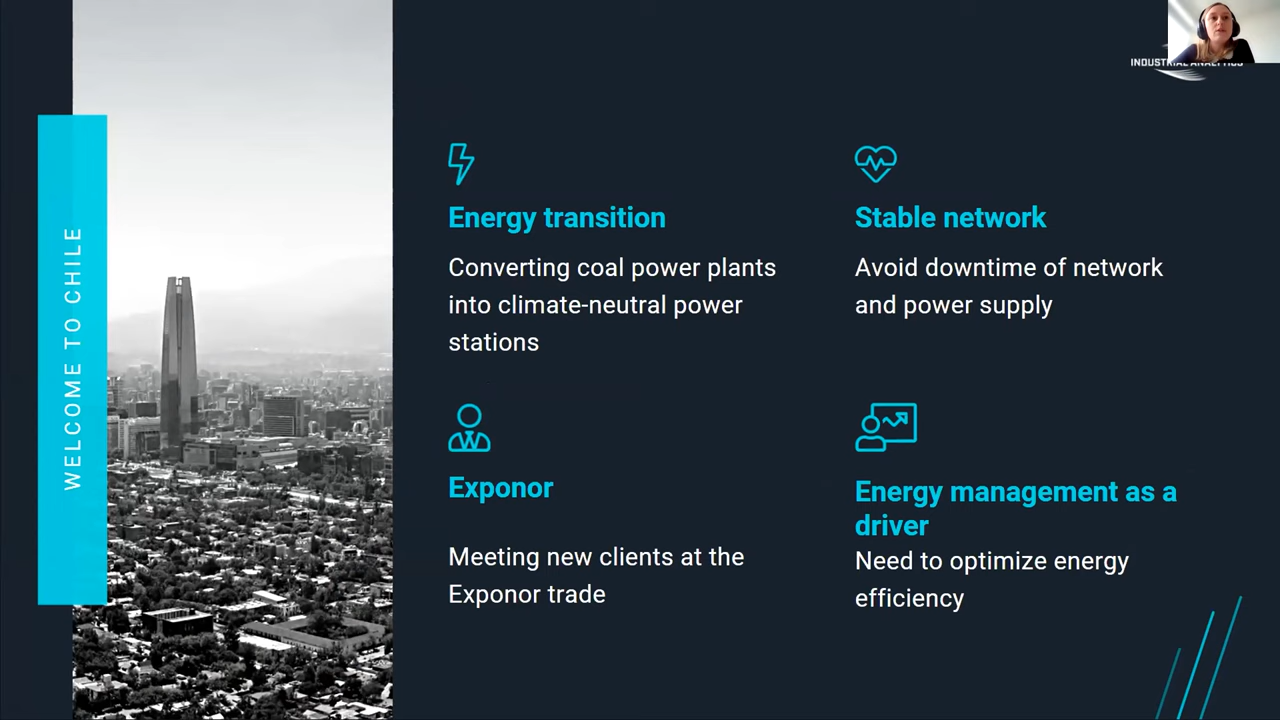 INDUSTRIAL ANALYTICS
WELCOME TO CHILE
Energy transition
Converting coal power plants
into climate-neutral power
stations
Stable network
Avoid downtime of network
and power supply
Exponor
Meeting new clients at the
Exponor trade
Energy management as a
driver
Need to optimize energy
efficiency